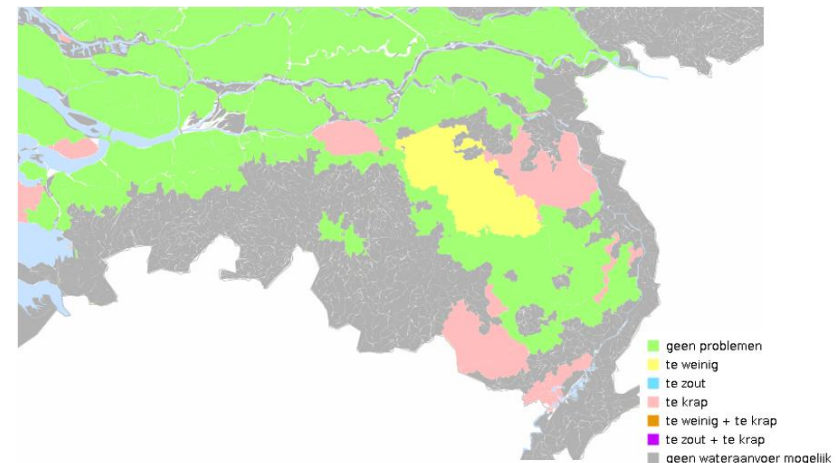 geen problemen
te weinig
te zout
te krap
te weinig + te krap
te zout + te krap
geen wateraanvoer mogelijk